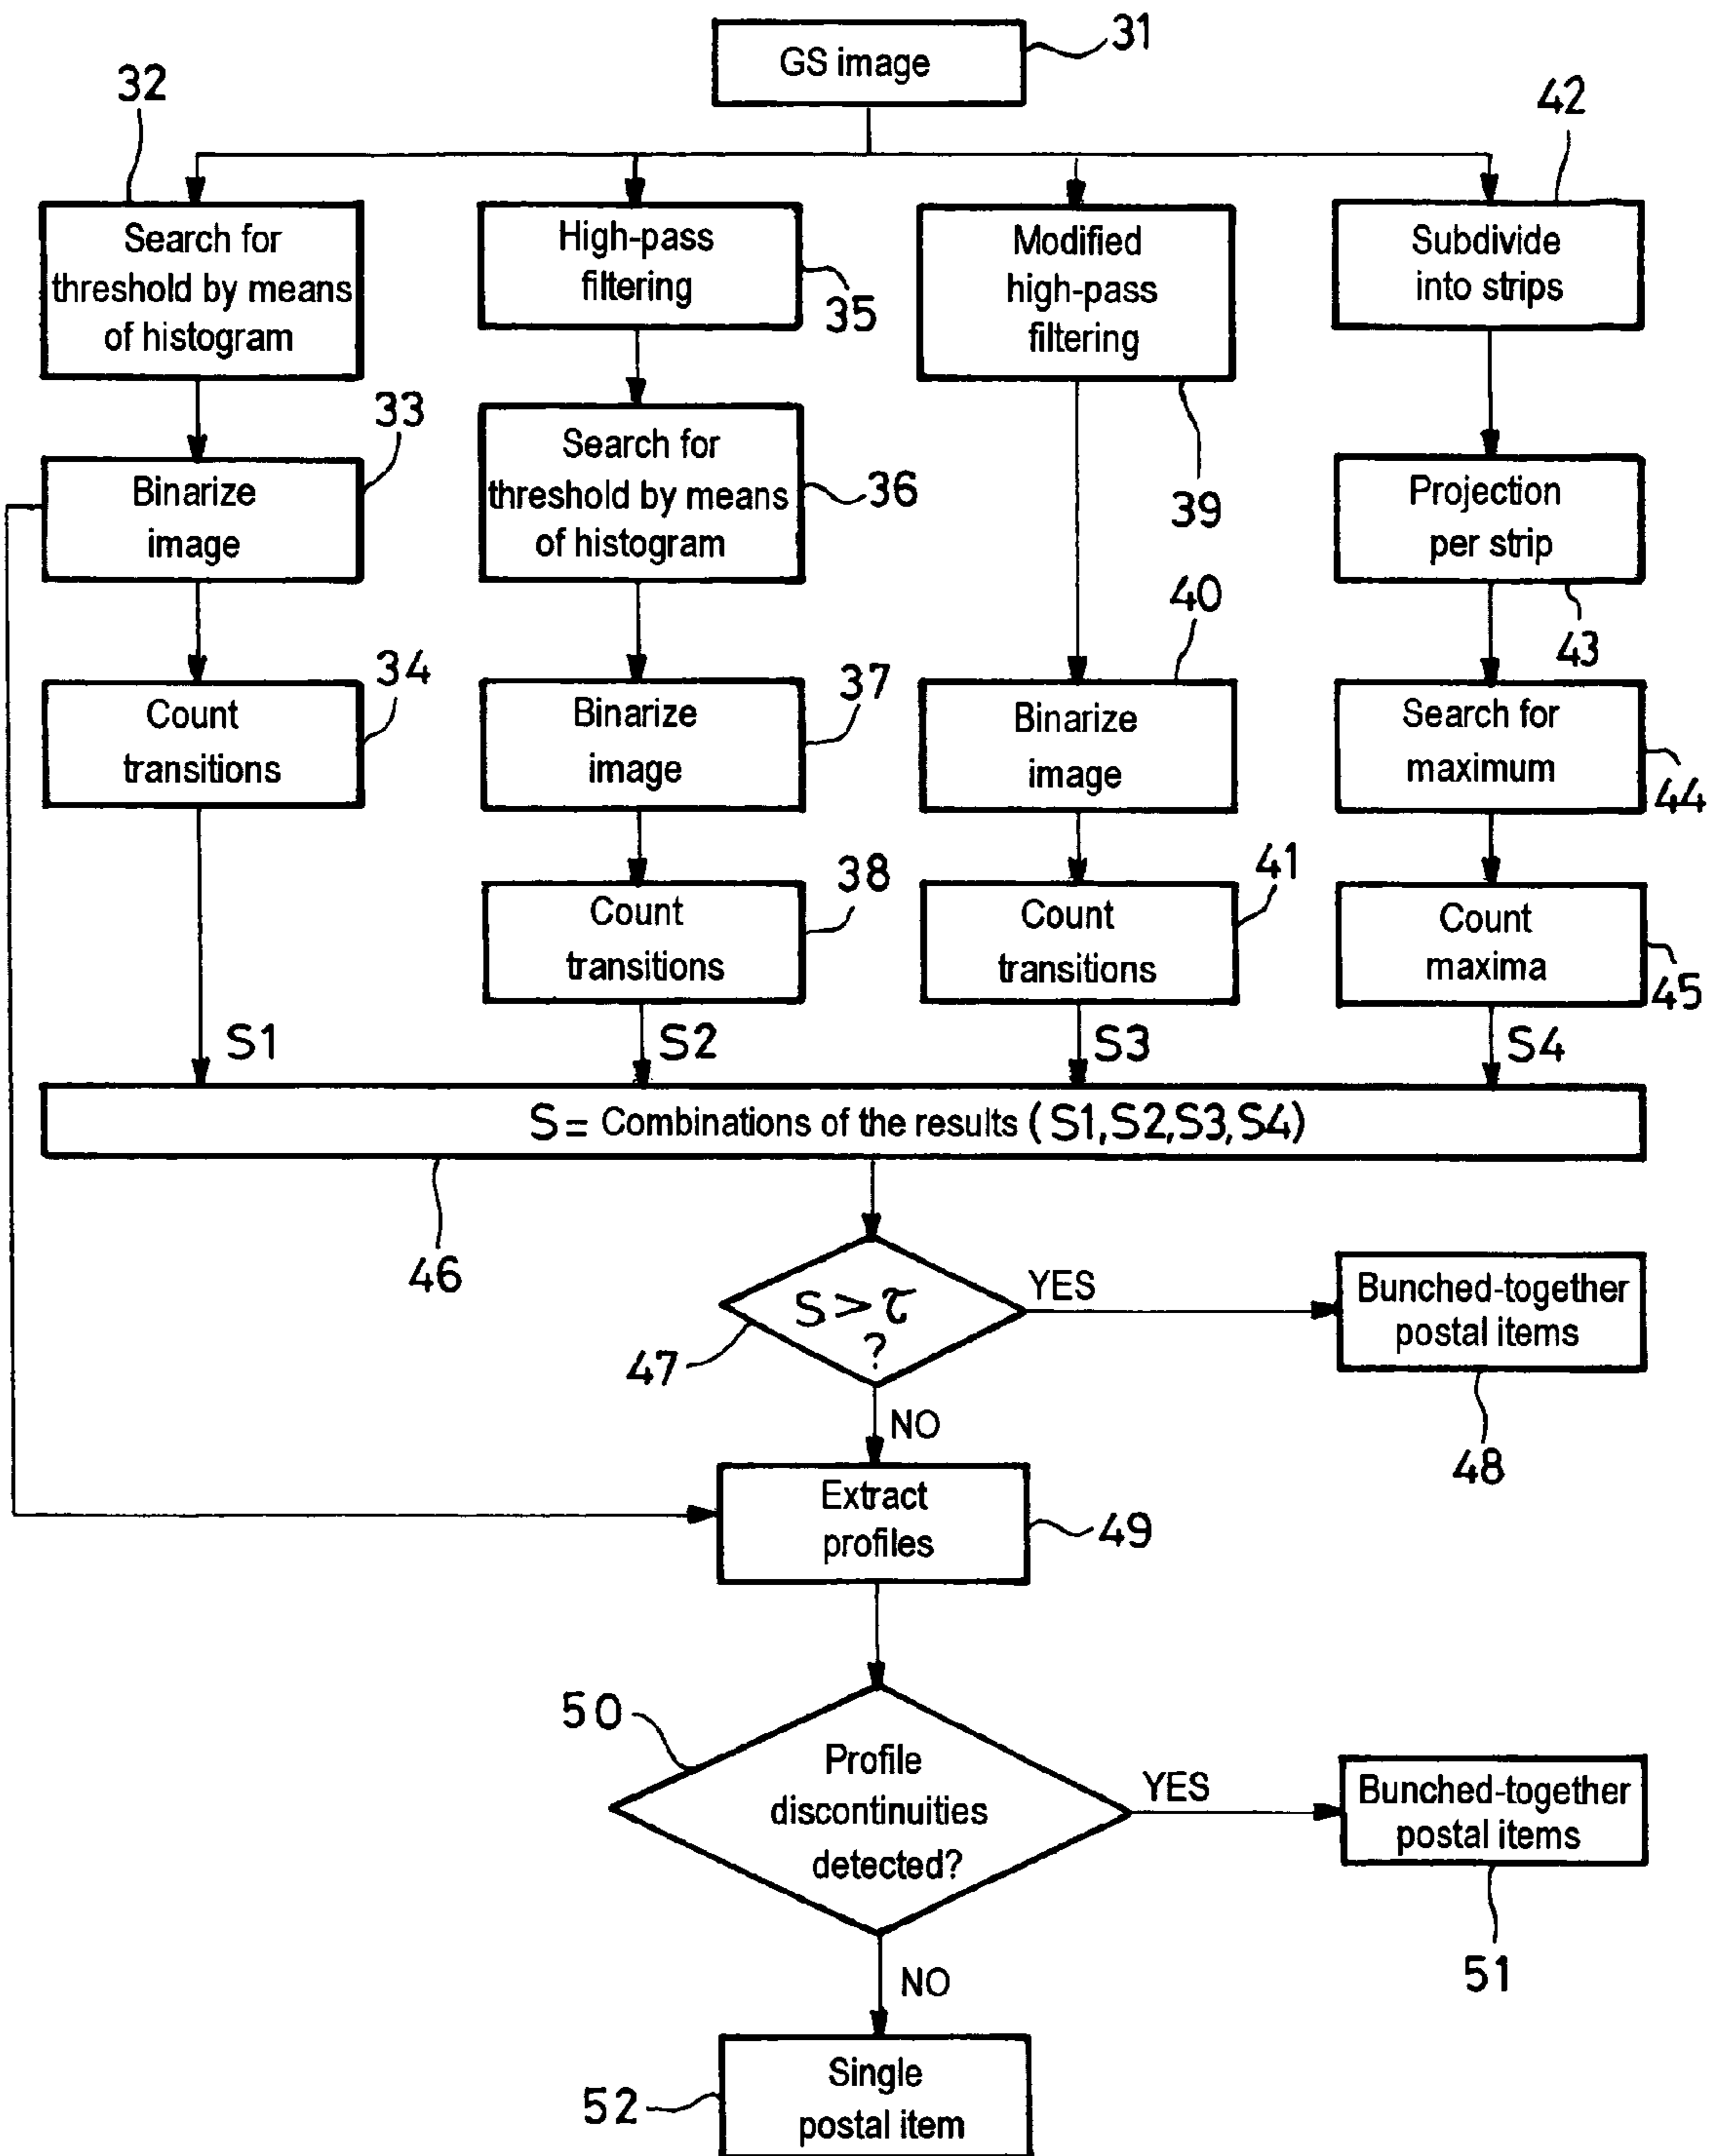 31
GS image
32
42
Search for
threshold by means
of histogram
High-pass
filtering
35
Modified
high-pass
filtering
39
Subdivide
into strips
33
Binarize
image
Search for
threshold by means
of histogram
36
Projection
per strip
43
40
34
Count
transitions
Binarize
image
37
Binarize
image
Search for
maximum
44
38
Count
transitions
41
Count
transitions
Count
maxima
45
S1
S2
S3
S4
S = Combinations of the results (S1,S2,S3,S4)
46
S > τ
?
47
YES
Bunched-together
postal items
48
NO
Extract
profiles
49
50
Profile
discontinuities
detected?
YES
Bunched-together
postal items
51
NO
Single
postal item
52